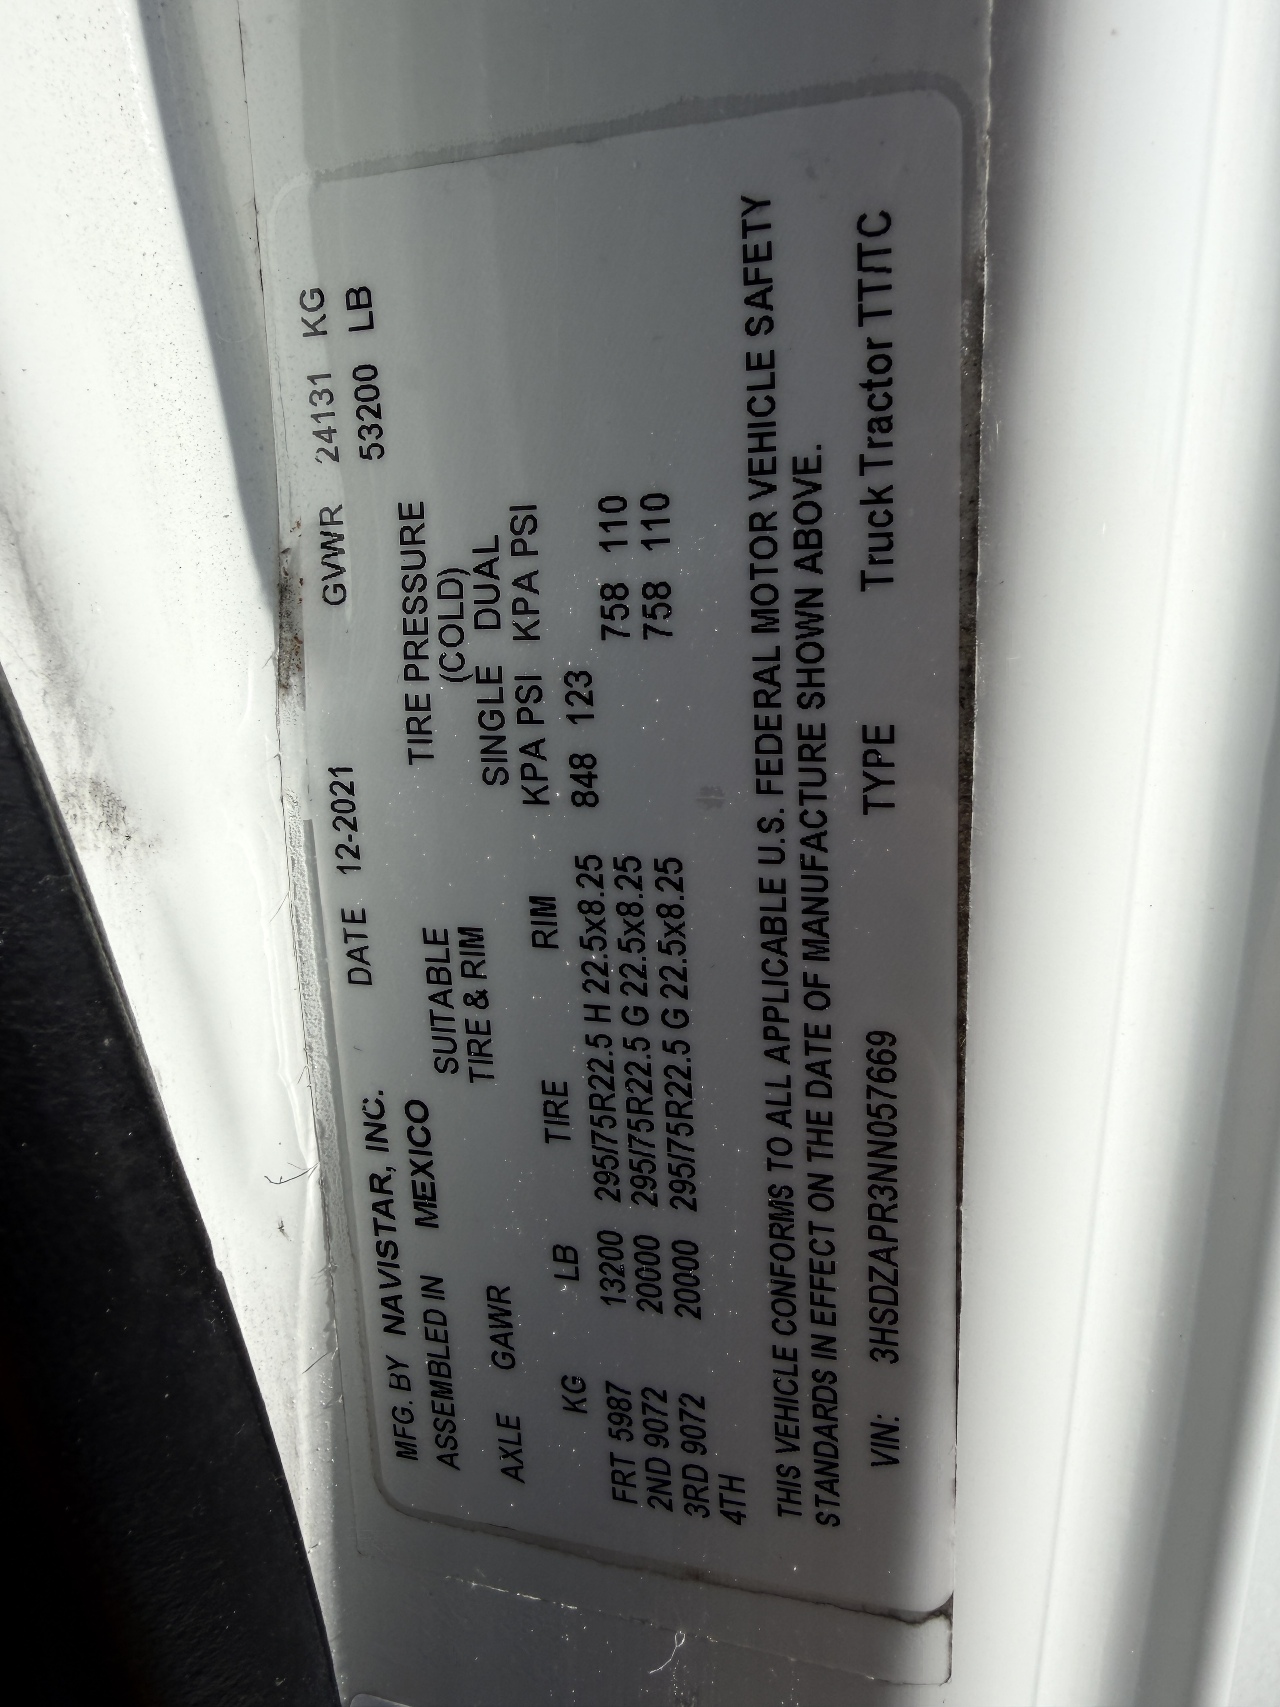 MFG. BY NAVISTAR, INC. DATE 12-2021 GVWR 24131 KG
ASSEMBLED IN MEXICO 53200 LB
SUITABLE TIRE PRESSURE
AXLE GAWR TIRE & RIM (COLD)
SINGLE DUAL
KG LB TIRE RIM KPA PSI KPA PSI
FRT 5987 13200 295/75R22.5 H 22.5x8.25 848 123
2ND 9072 20000 295/75R22.5 G 22.5x8.25 758 110
3RD 9072 20000 295/75R22.5 G 22.5x8.25 758 110
4TH
THIS VEHICLE CONFORMS TO ALL APPLICABLE U.S. FEDERAL MOTOR VEHICLE SAFETY
STANDARDS IN EFFECT ON THE DATE OF MANUFACTURE SHOWN ABOVE.
VIN: 3HSDZAPR3NN057669 TYPE Truck Tractor TT/TC